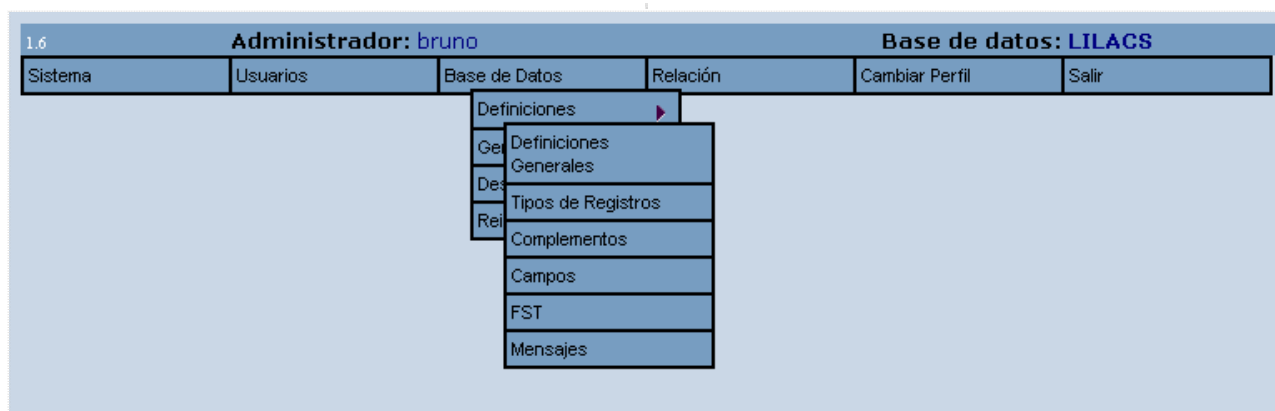 1.6 Administrador: bruno Base de datos: LILACS
Sistema Usuarios Base de Datos Relación Cambiar Perfil Salir
Definiciones
Definiciones
Generales
Tipos de Registros
Complementos
Campos
FST
Mensajes